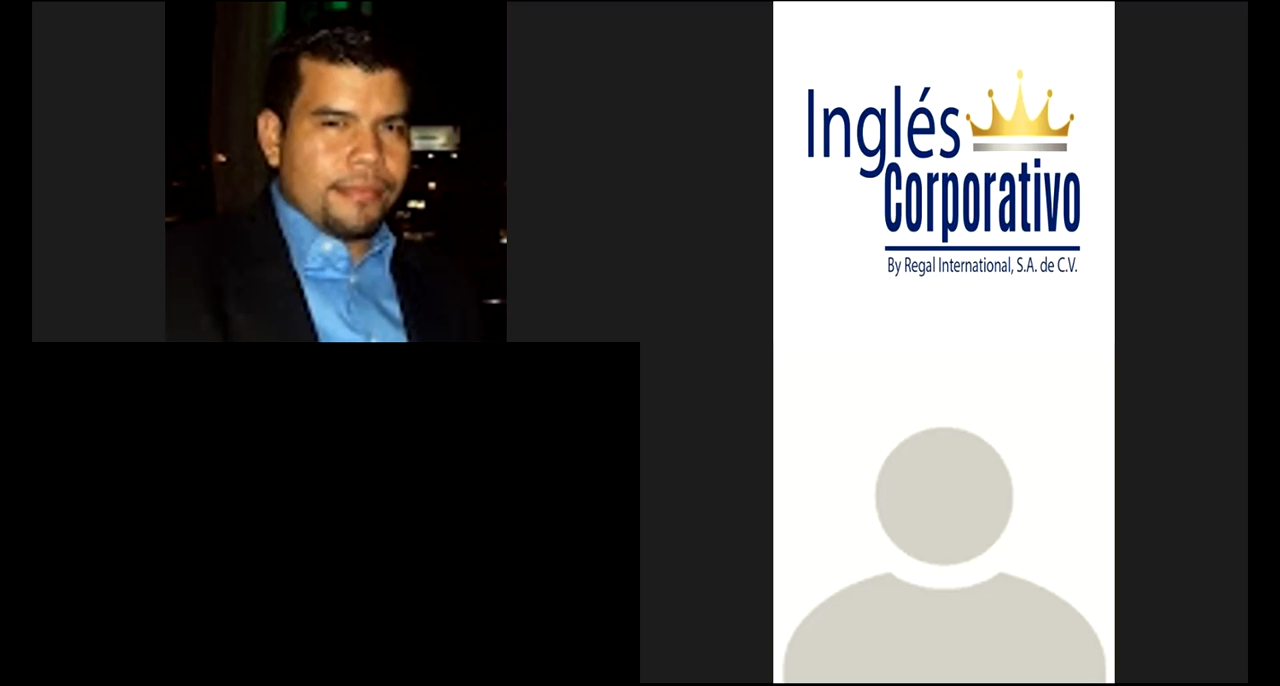 Inglés
Corporativo
By Regal International, S.A. de C.V.